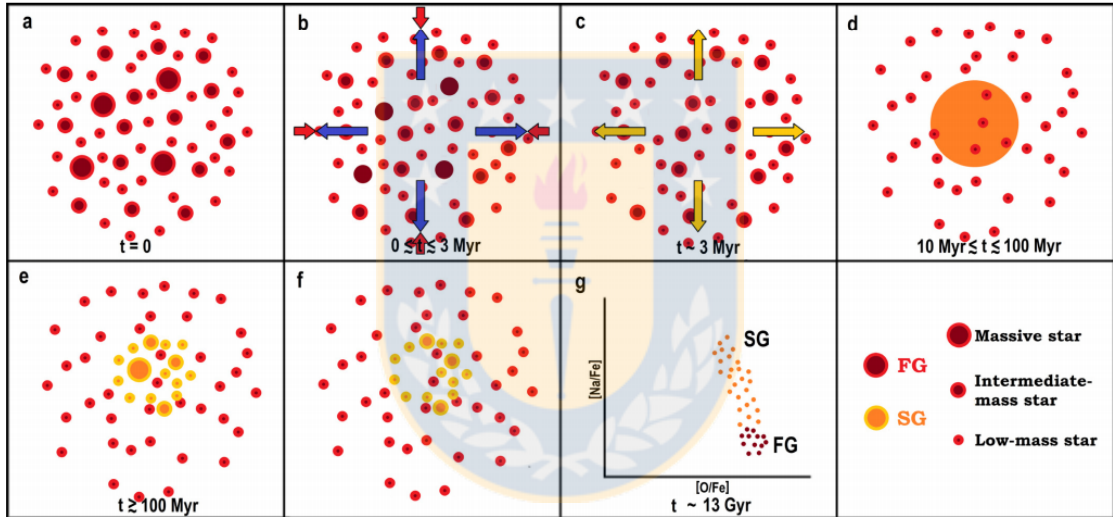 a
t = 0
b
0 ≲ t ≲ 3 Myr
c
t ~ 3 Myr
d
10 Myr ≲ t ≲ 100 Myr
e
t ≳ 100 Myr
f
g
[Na/Fe]
SG
FG
[O/Fe]
t ~ 13 Gyr
FG
SG
Massive star
Intermediate-
mass star
Low-mass star